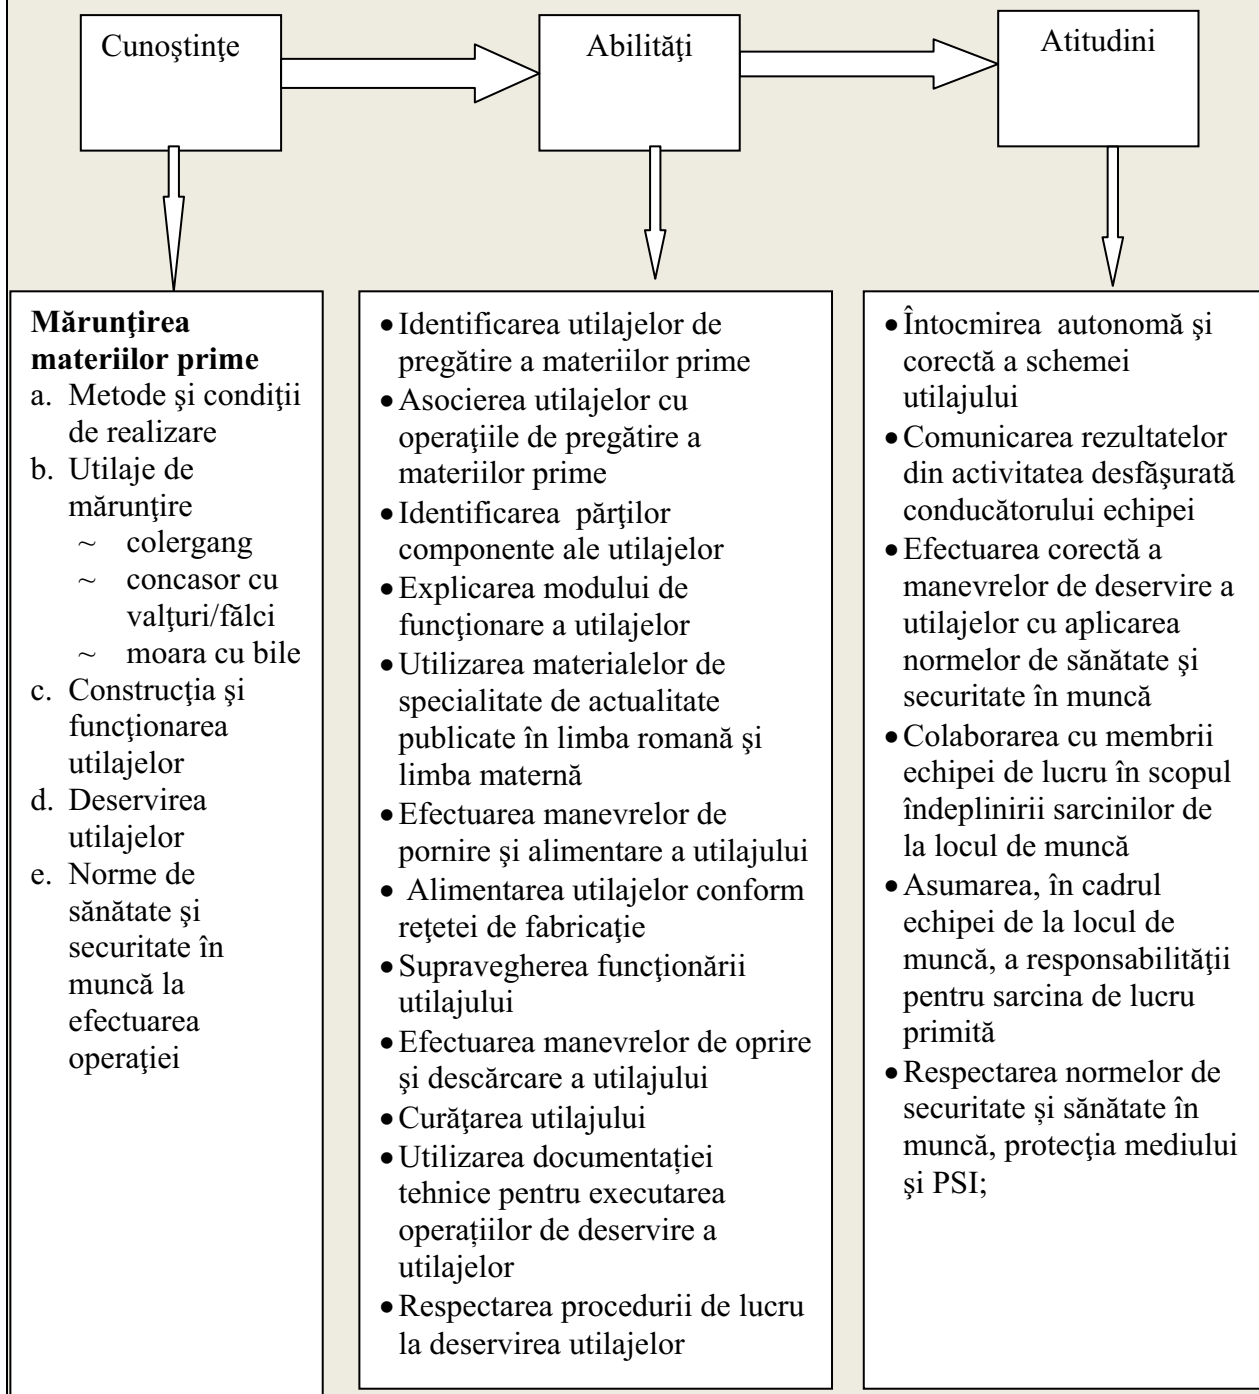 Cunoştinţe
Abilităţi
Atitudini
Mărunţirea
materiilor prime
a. Metode şi condiţii
de realizare
b. Utilaje de
mărunţire
~ colergang
~ concasor cu
valţuri/fălci
~ moara cu bile
c. Construcţia şi
funcţionarea
utilajelor
d. Deservirea
utilajelor
e. Norme de
sănătate şi
securitate în
muncă la
efectuarea
operaţiei
• Identificarea utilajelor de
pregătire a materiilor prime
• Asocierea utilajelor cu
operaţiile de pregătire a
materiilor prime
• Identificarea părţilor
componente ale utilajelor
• Explicarea modului de
funcţionare a utilajelor
• Utilizarea materialelor de
specialitate de actualitate
publicate în limba romană şi
limba maternă
• Efectuarea manevrelor de
pornire şi alimentare a utilajului
• Alimentarea utilajelor conform
reţetei de fabricaţie
• Supravegherea funcţionării
utilajului
• Efectuarea manevrelor de oprire
şi descărcare a utilajului
• Curăţarea utilajului
• Utilizarea documentației
tehnice pentru executarea
operațiilor de deservire a
utilajelor
• Respectarea procedurii de lucru
la deservirea utilajelor
• Întocmirea autonomă şi
corectă a schemei
utilajului
• Comunicarea rezultatelor
din activitatea desfăşurată
conducătorului echipei
• Efectuarea corectă a
manevrelor de deservire a
utilajelor cu aplicarea
normelor de sănătate şi
securitate în muncă
• Colaborarea cu membrii
echipei de lucru în scopul
îndeplinirii sarcinilor de
la locul de muncă
• Asumarea, în cadrul
echipei de la locul de
muncă, a responsabilităţii
pentru sarcina de lucru
primită
• Respectarea normelor de
securitate și sănătate în
muncă, protecţia mediului
şi PSI;